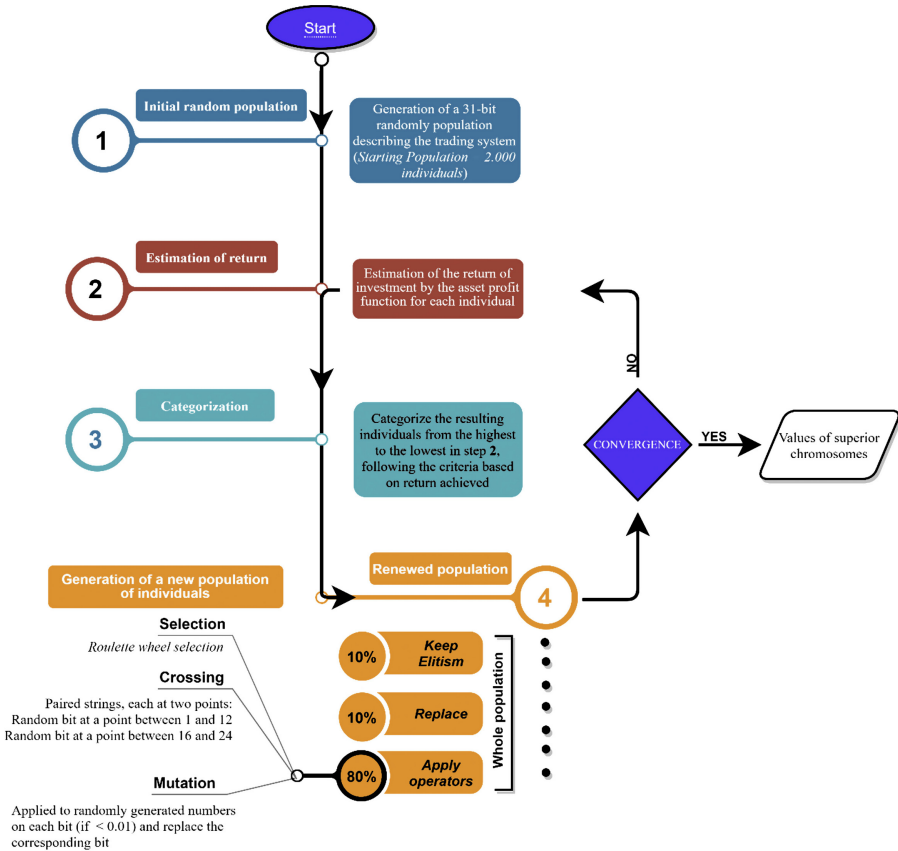 Start
Initial random population
1
Generation of a 31-bit
randomly population
describing the trading system
(Starting Population 2.000
individuals)
Estimation of return
2
Estimation of the return of
investment by the asset profit
function for each individual
NO
Categorization
3
Categorize the resulting
individuals from the highest
to the lowest in step 2,
following the criteria based
on return achieved
CONVERGENCE
YES
Values of superior
chromosomes
Generation of a new population
of individuals
Renewed population
4
Selection
Roulette wheel selection
Crossing
Paired strings, each at two points:
Random bit at a point between 1 and 12
Random bit at a point between 16 and 24
Mutation
Applied to randomly generated numbers
on each bit (if < 0.01) and replace the
corresponding bit
10%
Keep
Elitism
10%
Replace
80%
Apply
operators
Whole population